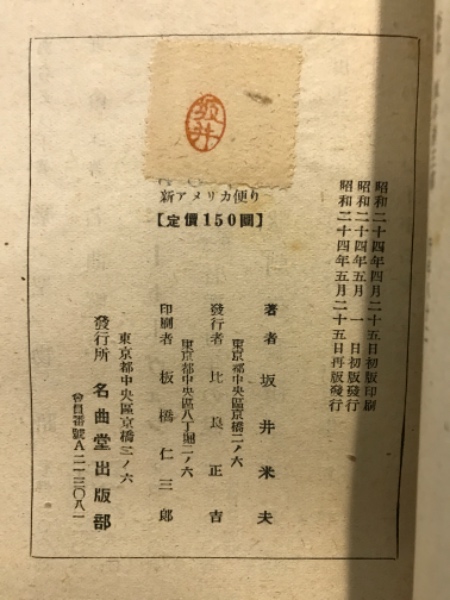 坂井
新アメリカ便り
【定價150圓】
昭和二十四年四月二十五日初版印刷
昭和二十四年五月一日初版發行
昭和二十四年五月二十五日再版發行
著者 坂井米夫
東京都中央區京橋二ノ六
發行者 比良正吉
東京都中央區八丁堀二ノ六
印刷者 板橋仁三郎
東京都中央區京橋二ノ六
發行所 名曲堂出版部
會員番號A二一三〇八一